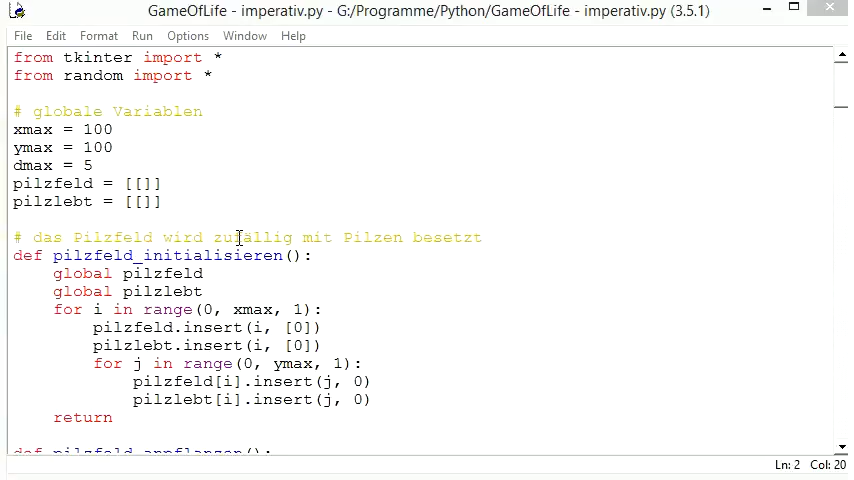 GameOfLife - imperativ.py - G:/Programme/Python/GameOfLife - imperativ.py (3.5.1)
File Edit Format Run Options Window Help
from tkinter import *
from random import *
# globale Variablen
xmax = 100
ymax = 100
dmax = 5
pilzfeld = [[]]
pilzlebt = [[]]
# das Pilzfeld wird zufällig mit Pilzen besetzt
def pilzfeld_initialisieren():
    global pilzfeld
    global pilzlebt
    for i in range(0, xmax, 1):
        pilzfeld.insert(i, [0])
        pilzlebt.insert(i, [0])
        for j in range(0, ymax, 1):
            pilzfeld[i].insert(j, 0)
            pilzlebt[i].insert(j, 0)
    return
def pilzfeld_anpflanzen():
Ln: 2 Col: 20